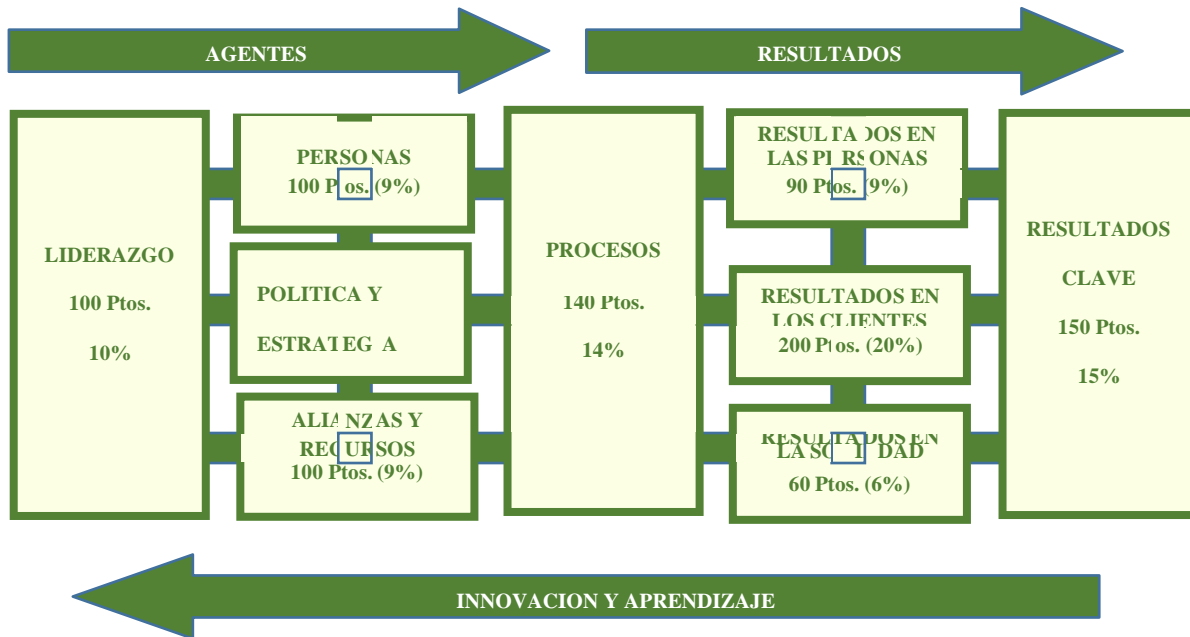 AGENTES
RESULTADOS
LIDERAZGO
100 Ptos.
10%
PERSONAS
100 Ptos. (9%)
POLITICA Y
ESTRATEGIA
ALIANZAS Y
RECURSOS
100 Ptos. (9%)
PROCESOS
140 Ptos.
14%
RESULTADOS EN
LAS PERSONAS
90 Ptos. (9%)
RESULTADOS EN
LOS CLIENTES
200 Ptos. (20%)
RESULTADOS EN
LA SOCIEDAD
60 Ptos. (6%)
RESULTADOS
CLAVE
150 Ptos.
15%
INNOVACION Y APRENDIZAJE